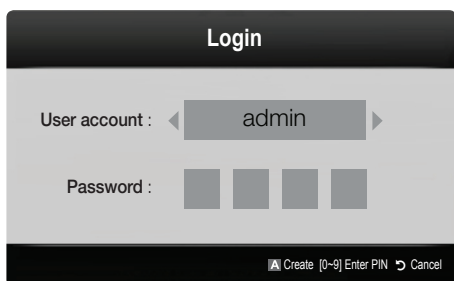 Login
User account : admin
Password :
A Create [0~9] Enter PIN Cancel